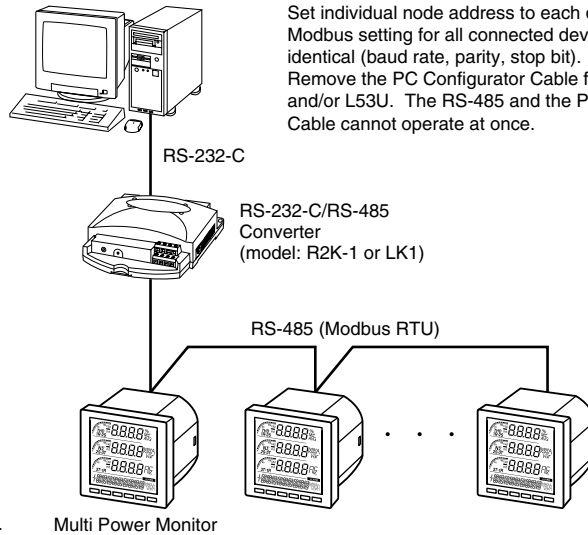 Set individual node address to each
Modbus setting for all connected
identical (baud rate, parity, stop bit).
Remove the PC Configurator Cable
and/or L53U. The RS-485 and the
Cable cannot operate at once.
RS-232-C
RS-232-C/RS-485
Converter
(model: R2K-1 or LK1)
RS-485 (Modbus RTU)
Multi Power Monitor